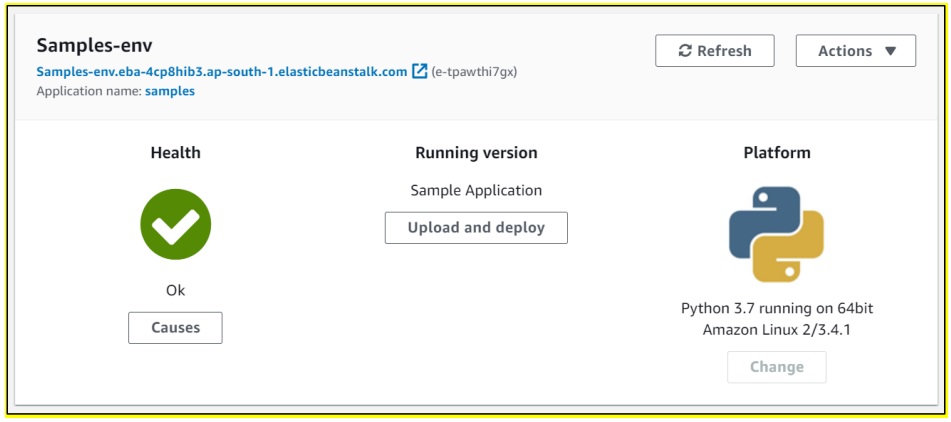 Samples-env
Refresh
Actions
Samples-env.eba-4cp8hib3.ap-south-1.elasticbeanstalk.com (e-tpawthi7gx)
Application name: samples
Health
Running version
Platform
Sample Application
Upload and deploy
Ok
Causes
Python 3.7 running on 64bit
Amazon Linux 2/3.4.1
Change